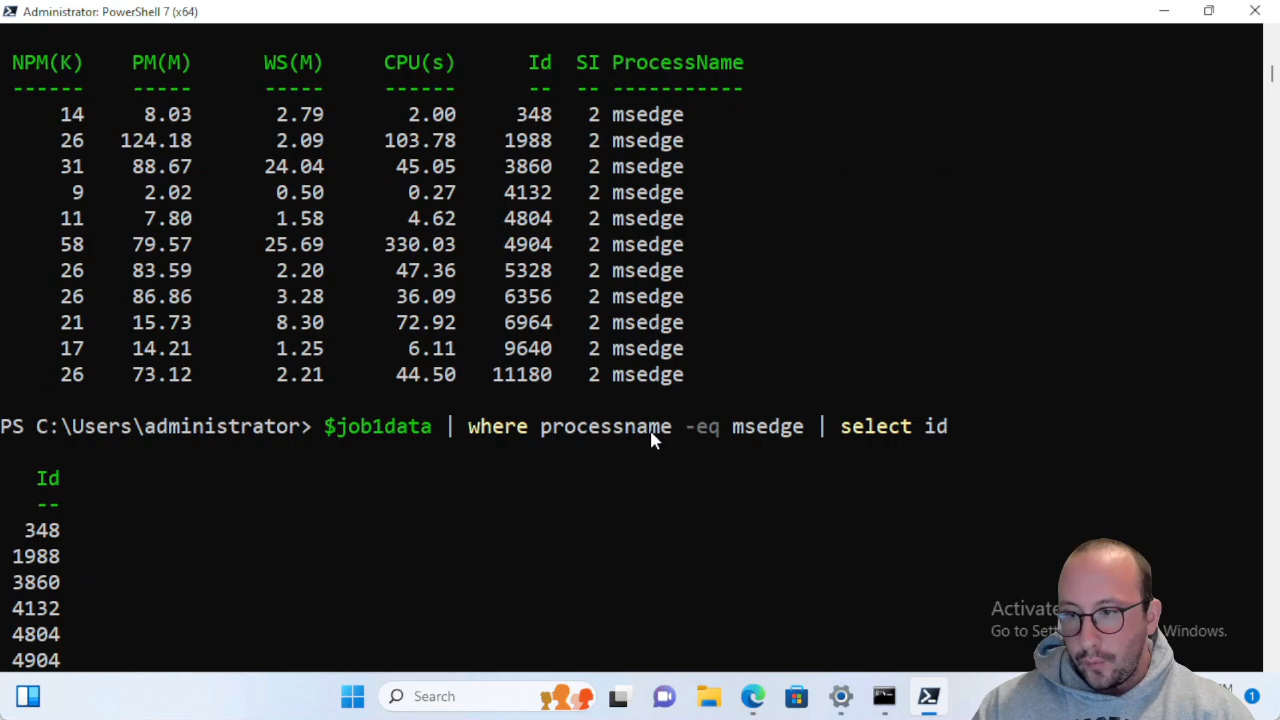 Administrator: PowerShell 7 (x64)
NPM(K) PM(M) WS(M) CPU(s) Id SI ProcessName
------ ----- ----- ------ -- -- -----------
14 8.03 2.79 2.00 348 2 msedge
26 124.18 2.09 103.78 1988 2 msedge
31 88.67 24.04 45.05 3860 2 msedge
9 2.02 0.50 0.27 4132 2 msedge
11 7.80 1.58 4.62 4804 2 msedge
58 79.57 25.69 330.03 4904 2 msedge
26 83.59 2.20 47.36 5328 2 msedge
26 86.86 3.28 36.09 6356 2 msedge
21 15.73 8.30 72.92 6964 2 msedge
17 14.21 1.25 6.11 9640 2 msedge
26 73.12 2.21 44.50 11180 2 msedge
PS C:\Users\administrator> $job1data | where processname -eq msedge | select id
Id
--
348
1988
3860
4132
4804
4904
Activate
Go to Windows.
Search
1